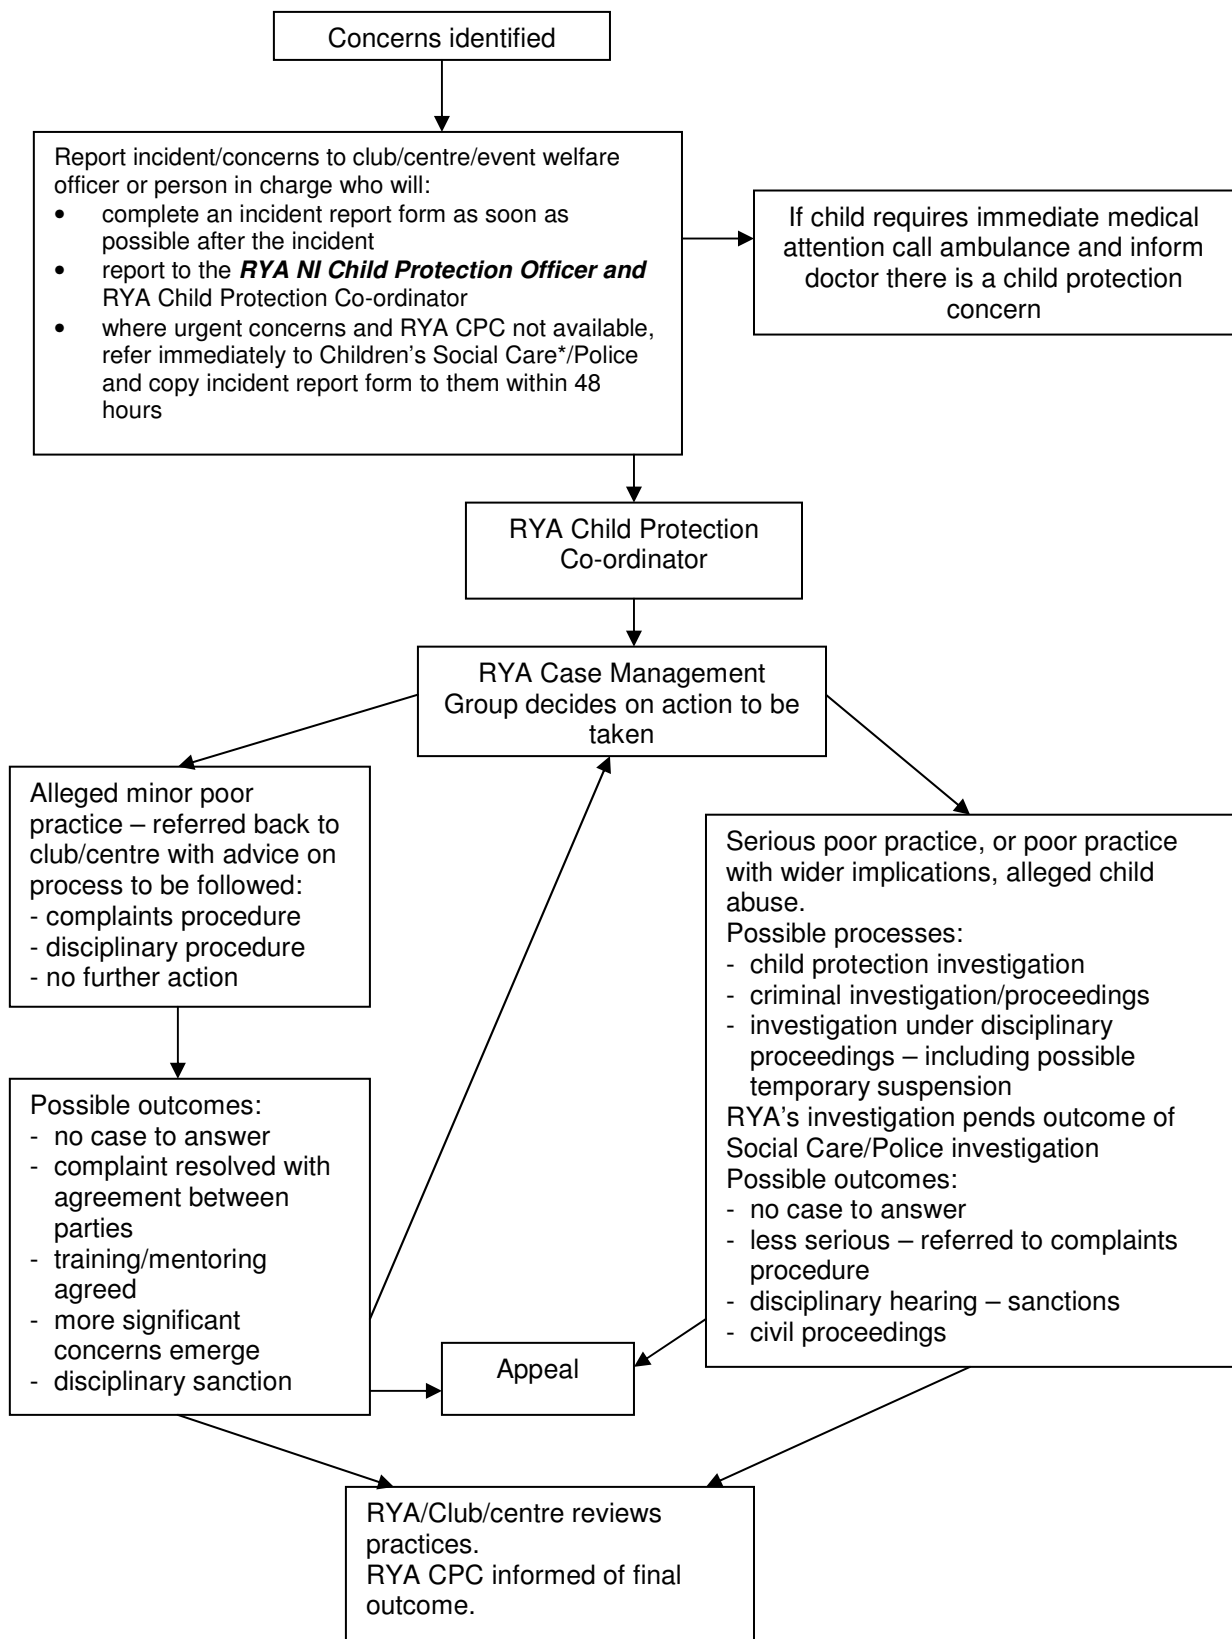 Concerns identified
Report incident/concerns to club/centre/event welfare
officer or person in charge who will:
• complete an incident report form as soon as
possible after the incident
• report to the RYA NI Child Protection Officer and
RYA Child Protection Co-ordinator
• where urgent concerns and RYA CPC not available,
refer immediately to Children's Social Care*/Police
and copy incident report form to them within 48
hours
If child requires immediate medical
attention call ambulance and inform
doctor there is a child protection
concern
RYA Child Protection
Co-ordinator
RYA Case Management
Group decides on action to be
taken
Alleged minor poor
practice – referred back to
club/centre with advice on
process to be followed:
- complaints procedure
- disciplinary procedure
- no further action
Serious poor practice, or poor practice
with wider implications, alleged child
abuse.
Possible processes:
- child protection investigation
- criminal investigation/proceedings
- investigation under disciplinary
proceedings – including possible
temporary suspension
RYA's investigation pends outcome of
Social Care/Police investigation
Possible outcomes:
- no case to answer
- less serious – referred to complaints
procedure
- disciplinary hearing – sanctions
- civil proceedings
Possible outcomes:
- no case to answer
- complaint resolved with
agreement between
parties
- training/mentoring
agreed
- more significant
concerns emerge
- disciplinary sanction
Appeal
RYA/Club/centre reviews
practices.
RYA CPC informed of final
outcome.